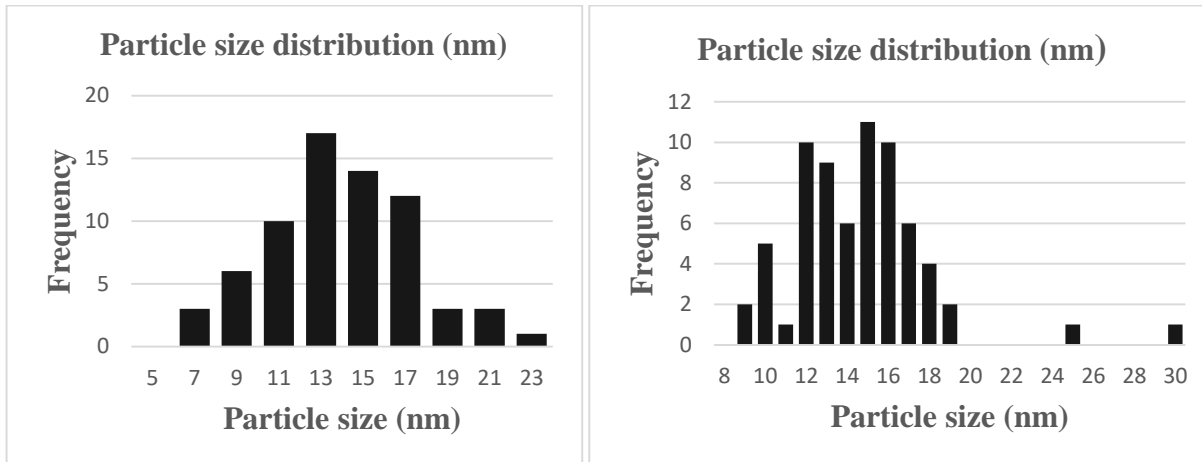 Particle size distribution (nm)
20
15
10
5
0
Frequency
5 7 9 11 13 15 17 19 21 23
Particle size (nm)
Particle size distribution (nm)
12
10
8
6
4
2
0
Frequency
8 10 12 14 16 18 20 22 24 26 28 30
Particle size (nm)